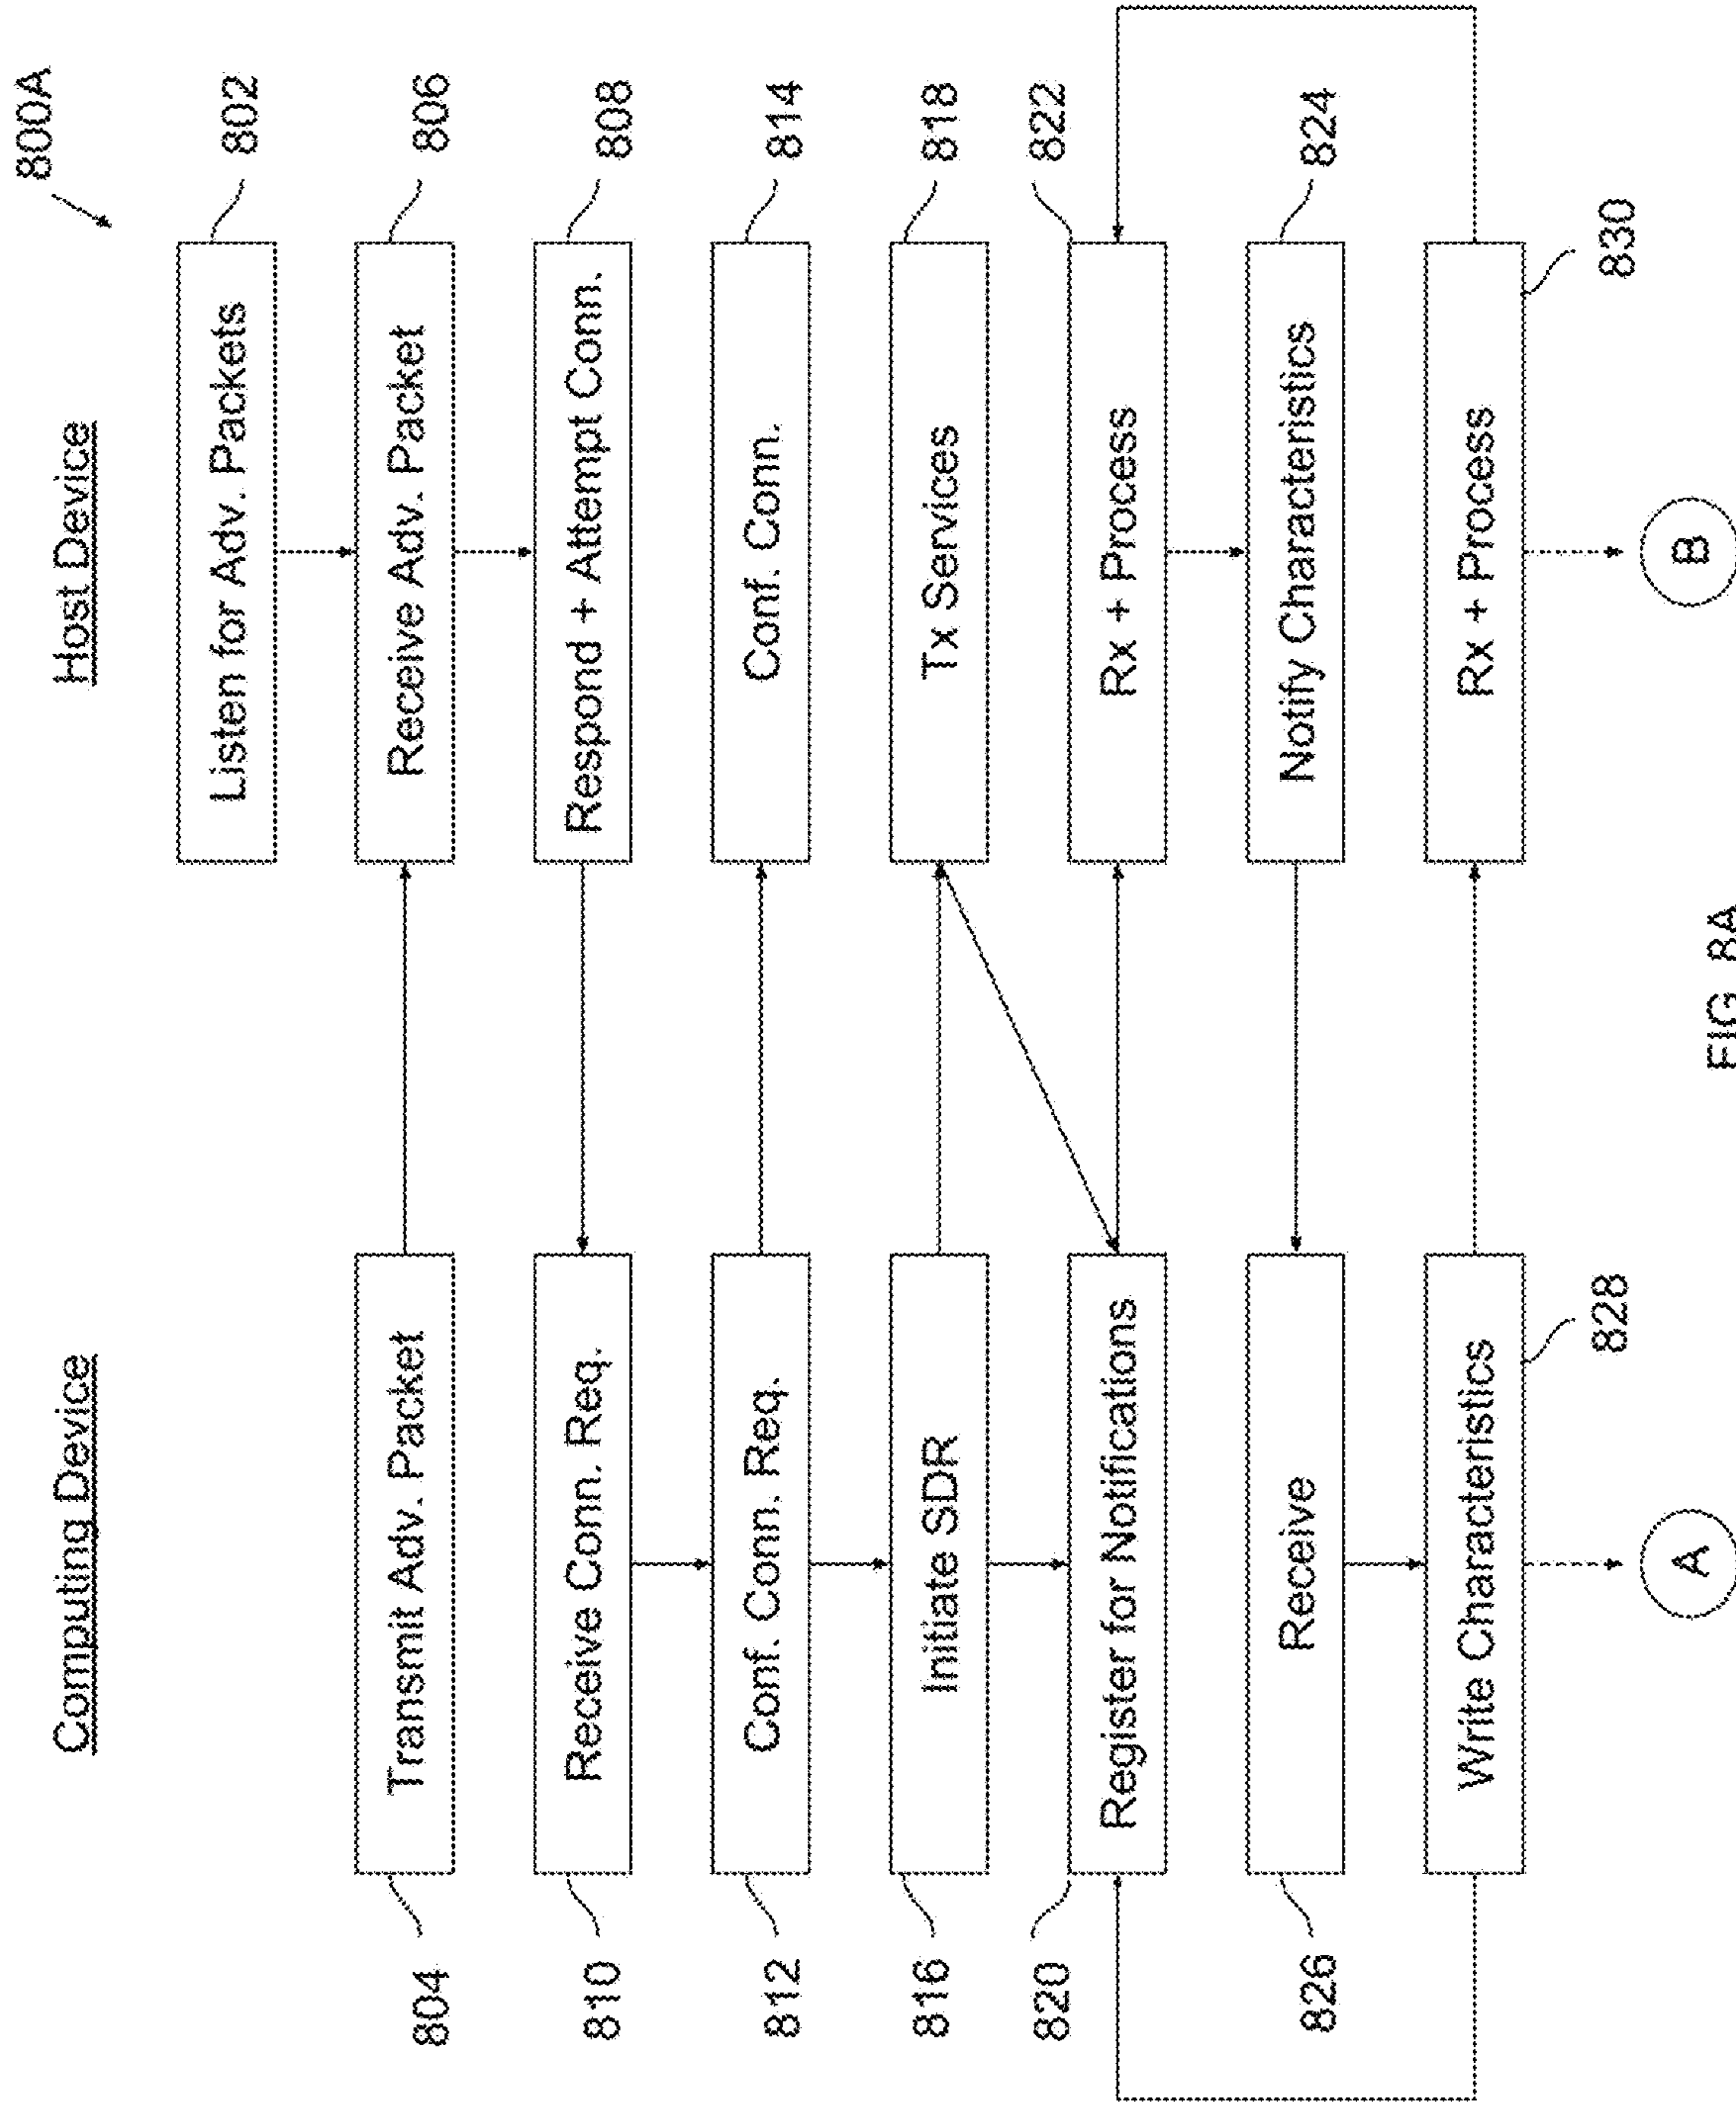 800A
Computing Device
Host Device
Listen for Adv. Packets
802
804
Transmit Adv. Packet
Receive Adv. Packet
806
810
Receive Conn. Req.
Respond + Attempt Conn.
808
812
Conf. Conn. Req.
Conf. Conn.
814
816
Initiate SDR
Tx Services
818
820
Register for Notifications
Rx + Process
822
826
Receive
Notify Characteristics
824
Write Characteristics
828
Rx + Process
830
A
B
FIG. 8A